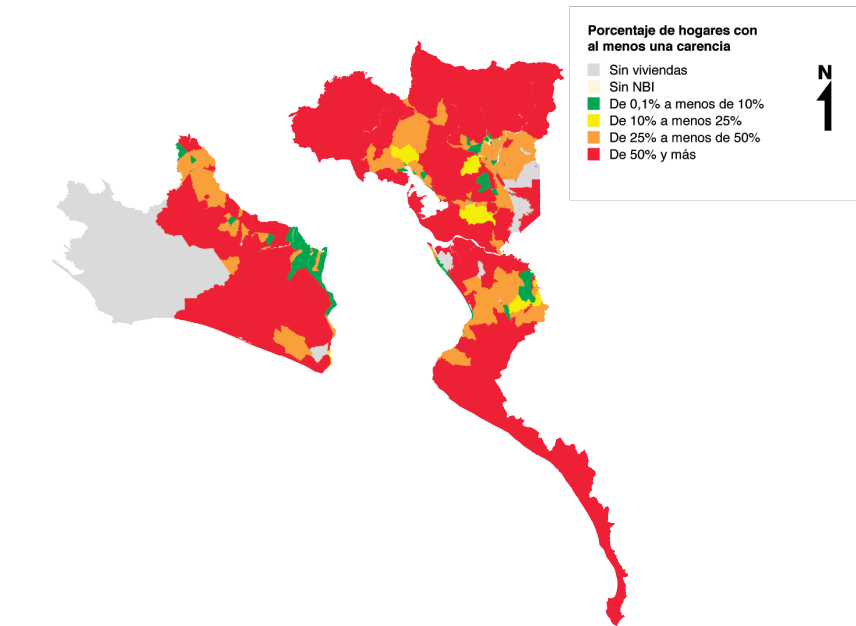 Porcentaje de hogares con
al menos una carencia
Sin viviendas
Sin NBI
De 0,1% a menos de 10%
De 10% a menos 25%
De 25% a menos de 50%
De 50% y más
N